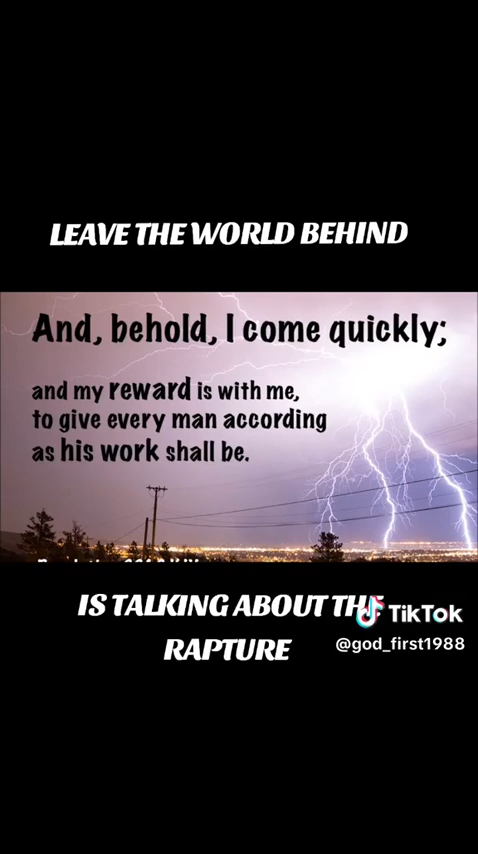 LEAVE THE WORLD BEHIND
And, behold, I come quickly;
and my reward is with me,
to give every man according
as his work shall be.
IS TALKING ABOUT THE
TikTok
RAPTURE
@god_first1988